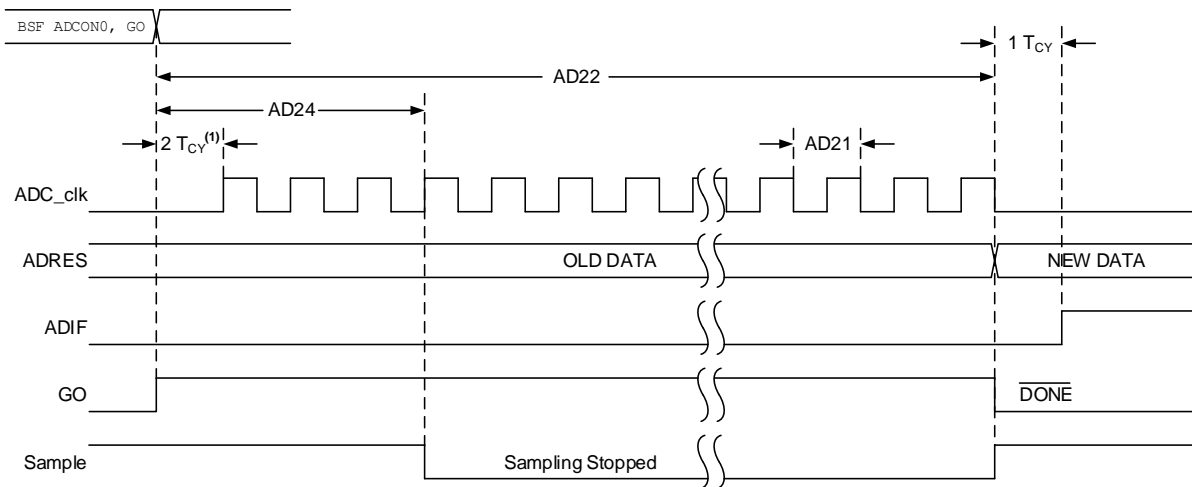 BSF ADCON0, GO
1 TCY
AD22
AD24
2 TCY(1)
AD21
ADC_clk
ADRES OLD DATA NEW DATA
ADIF
GO DONE
Sample Sampling Stopped